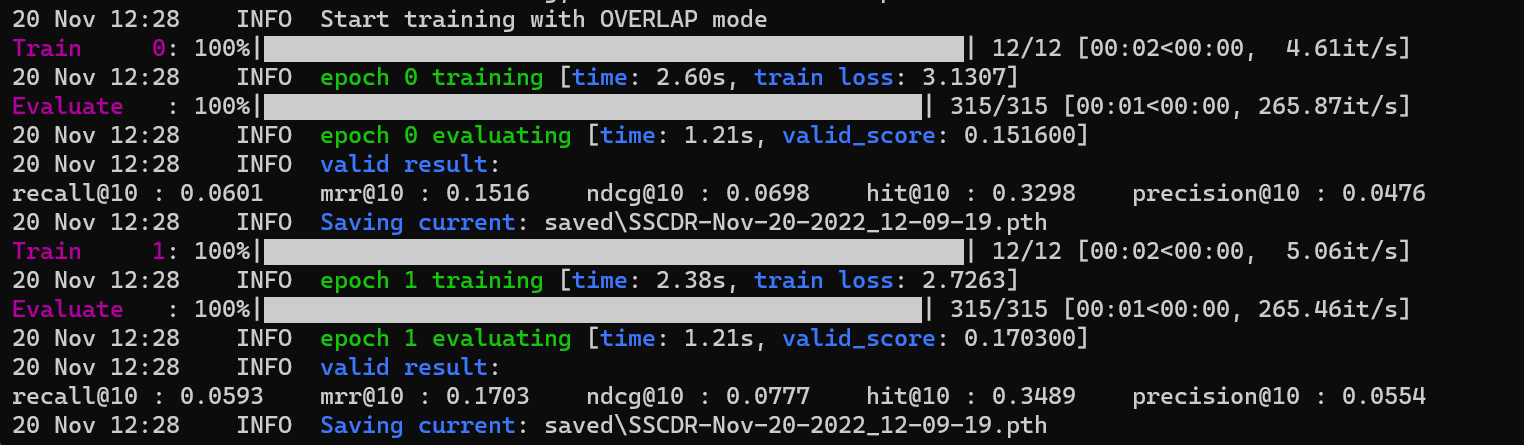 20 Nov 12:28    INFO  Start training with OVERLAP mode
Train     0: 100%|| 12/12 [00:02<00:00,  4.61it/s]
20 Nov 12:28    INFO  epoch 0 training [time: 2.60s, train loss: 3.1307]
Evaluate   : 100%|| 315/315 [00:01<00:00, 265.87it/s]
20 Nov 12:28    INFO  epoch 0 evaluating [time: 1.21s, valid_score: 0.151600]
20 Nov 12:28    INFO  valid result:
recall@10 : 0.0601    mrr@10 : 0.1516    ndcg@10 : 0.0698    hit@10 : 0.3298    precision@10 : 0.0476
20 Nov 12:28    INFO  Saving current: saved\SSCDR-Nov-20-2022_12-09-19.pth
Train     1: 100%|| 12/12 [00:02<00:00,  5.06it/s]
20 Nov 12:28    INFO  epoch 1 training [time: 2.38s, train loss: 2.7263]
Evaluate   : 100%|| 315/315 [00:01<00:00, 265.46it/s]
20 Nov 12:28    INFO  epoch 1 evaluating [time: 1.21s, valid_score: 0.170300]
20 Nov 12:28    INFO  valid result:
recall@10 : 0.0593    mrr@10 : 0.1703    ndcg@10 : 0.0777    hit@10 : 0.3489    precision@10 : 0.0554
20 Nov 12:28    INFO  Saving current: saved\SSCDR-Nov-20-2022_12-09-19.pth